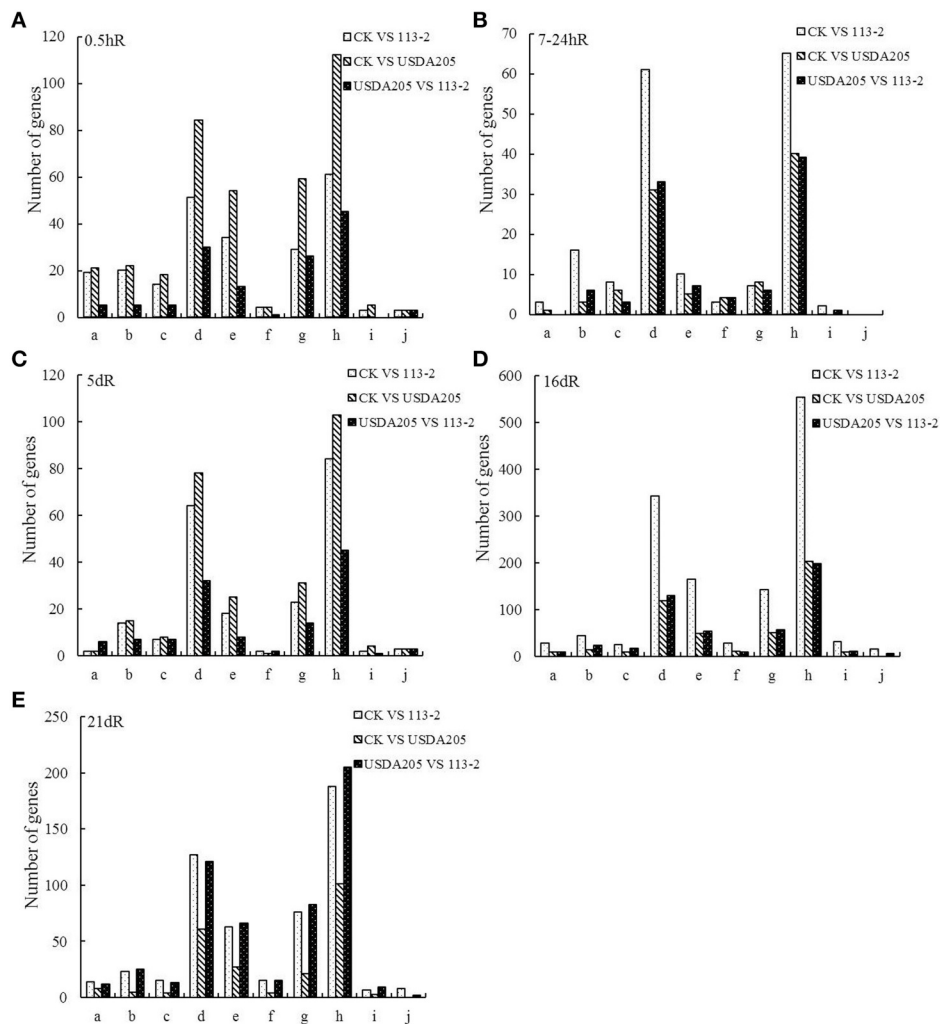 A
0.5hR
CK VS 113-2
CK VS USDA205
USDA205 VS 113-2
Number of genes
120
100
80
60
40
20
0
a b c d e f g h i j
B
7-24hR
CK VS 113-2
CK VS USDA205
USDA205 VS 113-2
Number of genes
70
60
50
40
30
20
10
0
a b c d e f g h i j
C
5dR
CK VS 113-2
CK VS USDA205
USDA205 VS 113-2
Number of genes
120
100
80
60
40
20
0
a b c d e f g h i j
D
16dR
CK VS 113-2
CK VS USDA205
USDA205 VS 113-2
Number of genes
600
500
400
300
200
100
0
a b c d e f g h i j
E
21dR
CK VS 113-2
CK VS USDA205
USDA205 VS 113-2
Number of genes
250
200
150
100
50
0
a b c d e f g h i j